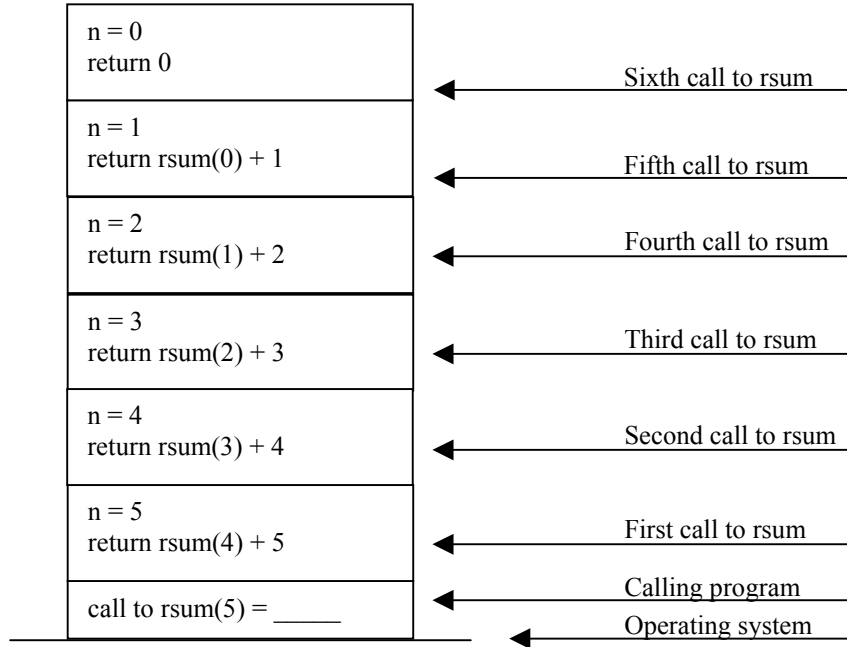 n = 0
return 0
Sixth call to rsum
n = 1
return rsum(0) + 1
Fifth call to rsum
n = 2
return rsum(1) + 2
Fourth call to rsum
n = 3
return rsum(2) + 3
Third call to rsum
n = 4
return rsum(3) + 4
Second call to rsum
n = 5
return rsum(4) + 5
First call to rsum
call to rsum(5) = _____
Calling program
Operating system